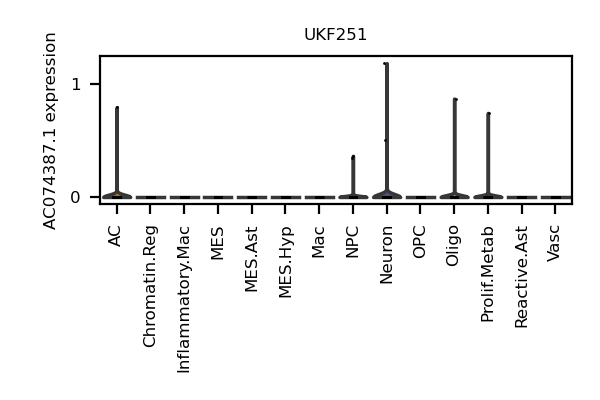 UKF251
AC074387.1 expression
1
0
AC
Chromatin.Reg
Inflammatory.Mac
MES
MES.Ast
MES.Hyp
Mac
NPC
Neuron
OPC
Oligo
Prolif.Metab
Reactive.Ast
Vasc